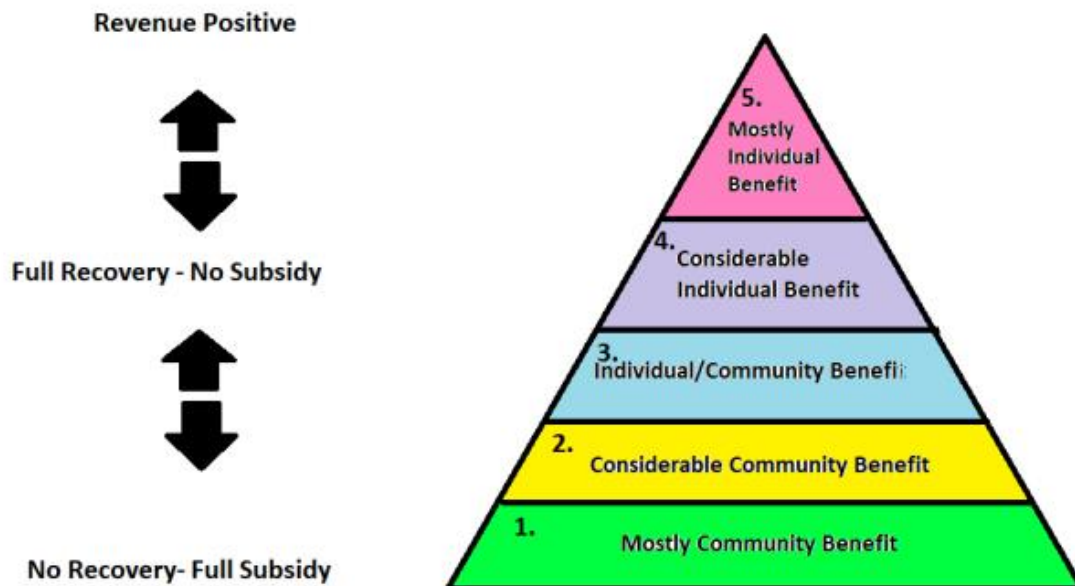 Revenue Positive
5.
Mostly
Individual
Benefit
Full Recovery - No Subsidy
4.
Considerable
Individual Benefit
3.
Individual/Community Benefi
2.
Considerable Community Benefit
1.
Mostly Community Benefit
No Recovery- Full Subsidy